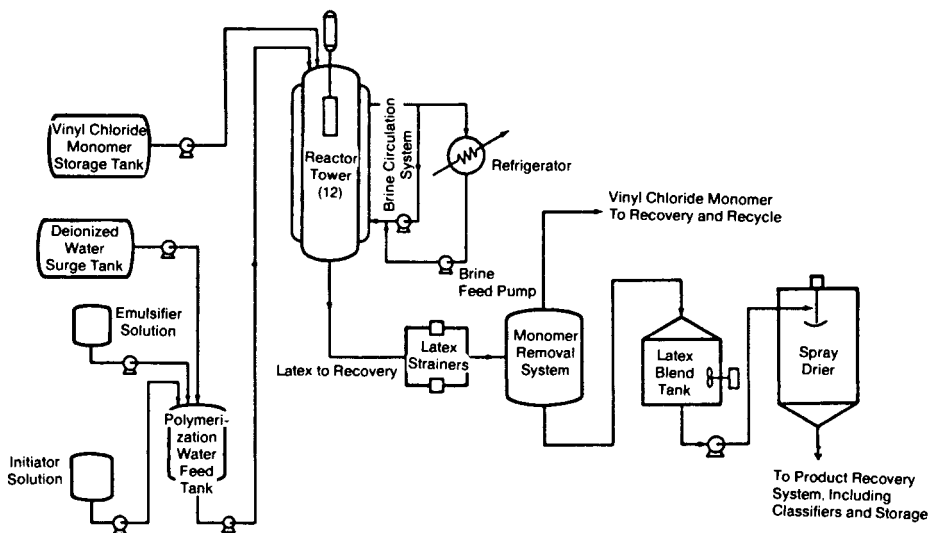 Vinyl Chloride
Monomer
Storage Tank
Deionized
Water
Surge Tank
Emulsifier
Solution
Initiator
Solution
Polymeri-
zation
Water
Feed
Tank
Reactor
Tower
(12)
Brine Circulation
System
Refrigerator
Brine
Feed Pump
Latex to Recovery
Latex
Strainers
Monomer
Removal
System
Vinyl Chloride Monomer
To Recovery and Recycle
Latex
Blend
Tank
Spray
Drier
To Product Recovery
System, Including
Classifiers and Storage